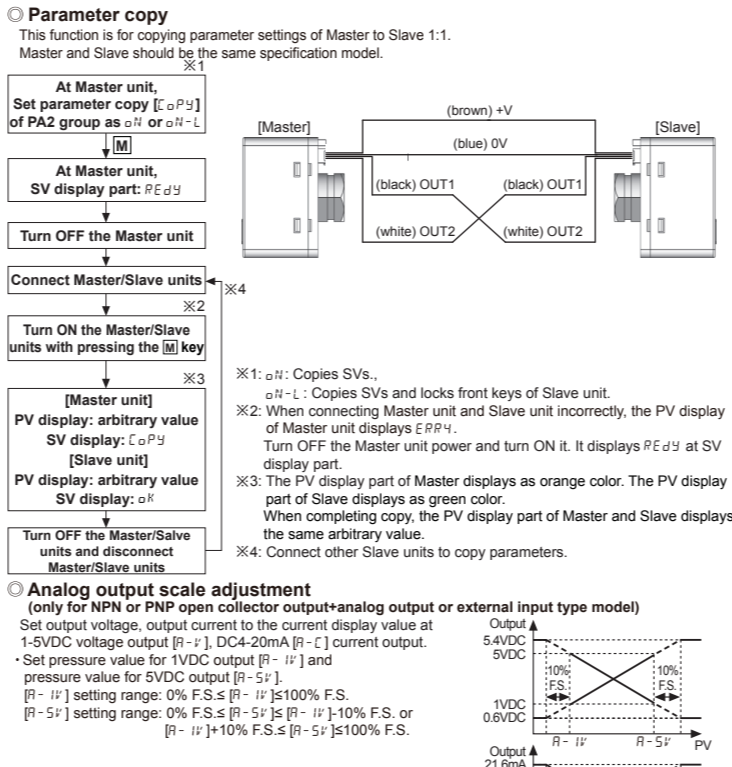 ◎ Parameter copy
This function is for copying parameter settings of Master to Slave 1:1.
Master and Slave should be the same specification model.
※1
At Master unit,
Set parameter copy [CoPY]
of PA2 group as oN or oN-L
M
At Master unit,
SV display part: REdY
Turn OFF the Master unit
Connect Master/Slave units
※4
※2
Turn ON the Master/Slave
units with pressing the M key
※3
[Master unit]
PV display: arbitrary value
SV display: CoPY
[Slave unit]
PV display: arbitrary value
SV display: oK
Turn OFF the Master/Salve
units and disconnect
Master/Slave units
[Master]
(brown) +V
[Slave]
(blue) 0V
(black) OUT1
(black) OUT1
(white) OUT2
(white) OUT2
※1: oN: Copies SVs.,
oN-L : Copies SVs and locks front keys of Slave unit.
※2: When connecting Master unit and Slave unit incorrectly, the PV display
of Master unit displays ERR4.
Turn OFF the Master unit power and turn ON it. It displays REdY at SV
display part.
※3: The PV display part of Master displays as orange color. The PV display
part of Slave displays as green color.
When completing copy, the PV display part of Master and Slave displays
the same arbitrary value.
※4: Connect other Slave units to copy parameters.
◎ Analog output scale adjustment
(only for NPN or PNP open collector output+analog output or external input type model)
Set output voltage, output current to the current display value at
1-5VDC voltage output [A-V], DC4-20mA [A-C] current output.
• Set pressure value for 1VDC output [A-1V] and
pressure value for 5VDC output [A-5V].
[A-1V] setting range: 0% F.S.≤ [A-1V]≤100% F.S.
[A-5V] setting range: 0% F.S.≤ [A-5V]≤ [A-1V]-10% F.S. or
[A-1V]+10% F.S.≤ [A-5V]≤100% F.S.
Output
5.4VDC
5VDC
10%
F.S.
10%
F.S.
1VDC
0.6VDC
A-1V
A-5V
PV
Output
21.6mA